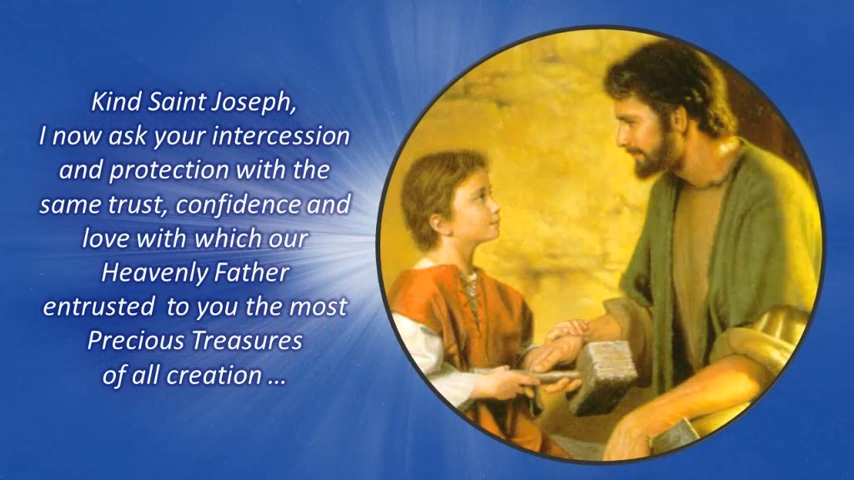 Kind Saint Joseph,
I now ask your intercession
and protection with the
same trust, confidence and
love with which our
Heavenly Father
entrusted  to you the most
Precious Treasures
of all creation ...